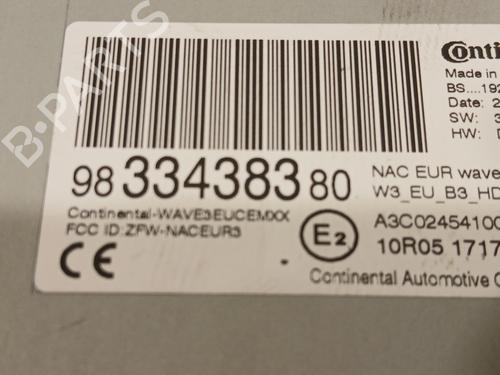 B-PARTS
Made in
BS....192
Date: 2
SW: 3
HW:
98 334383 80
NAC EUR wave
W3_EU_B3_HD
Continental-WAVE3EUCEMXX
FCC ID:ZFW-NACEUR3
A3C02454100
E2
10R05 1717
CE
Continental Automotive